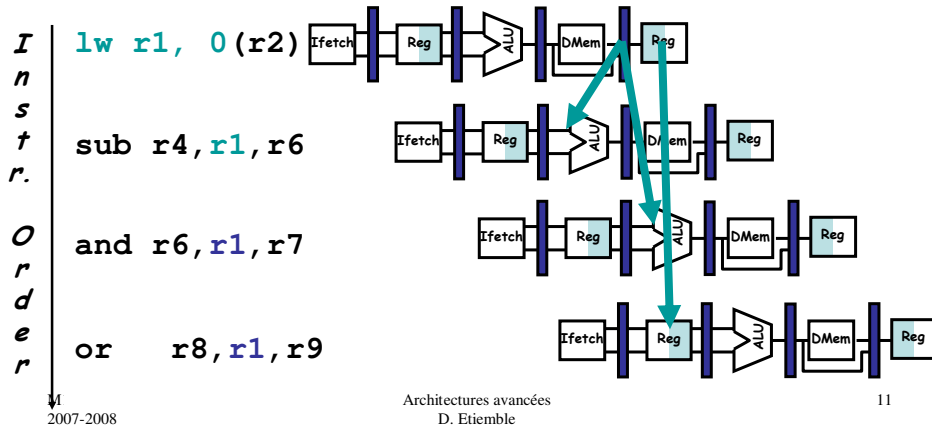 Instr. Order
lw r1, 0(r2)
Ifetch Reg ALU DMem Reg
sub r4,r1,r6
Ifetch Reg ALU DMem Reg
and r6,r1,r7
Ifetch Reg ALU DMem Reg
or r8,r1,r9
Ifetch Reg ALU DMem Reg
M
2007-2008
Architectures avancées
D. Etiemble
11